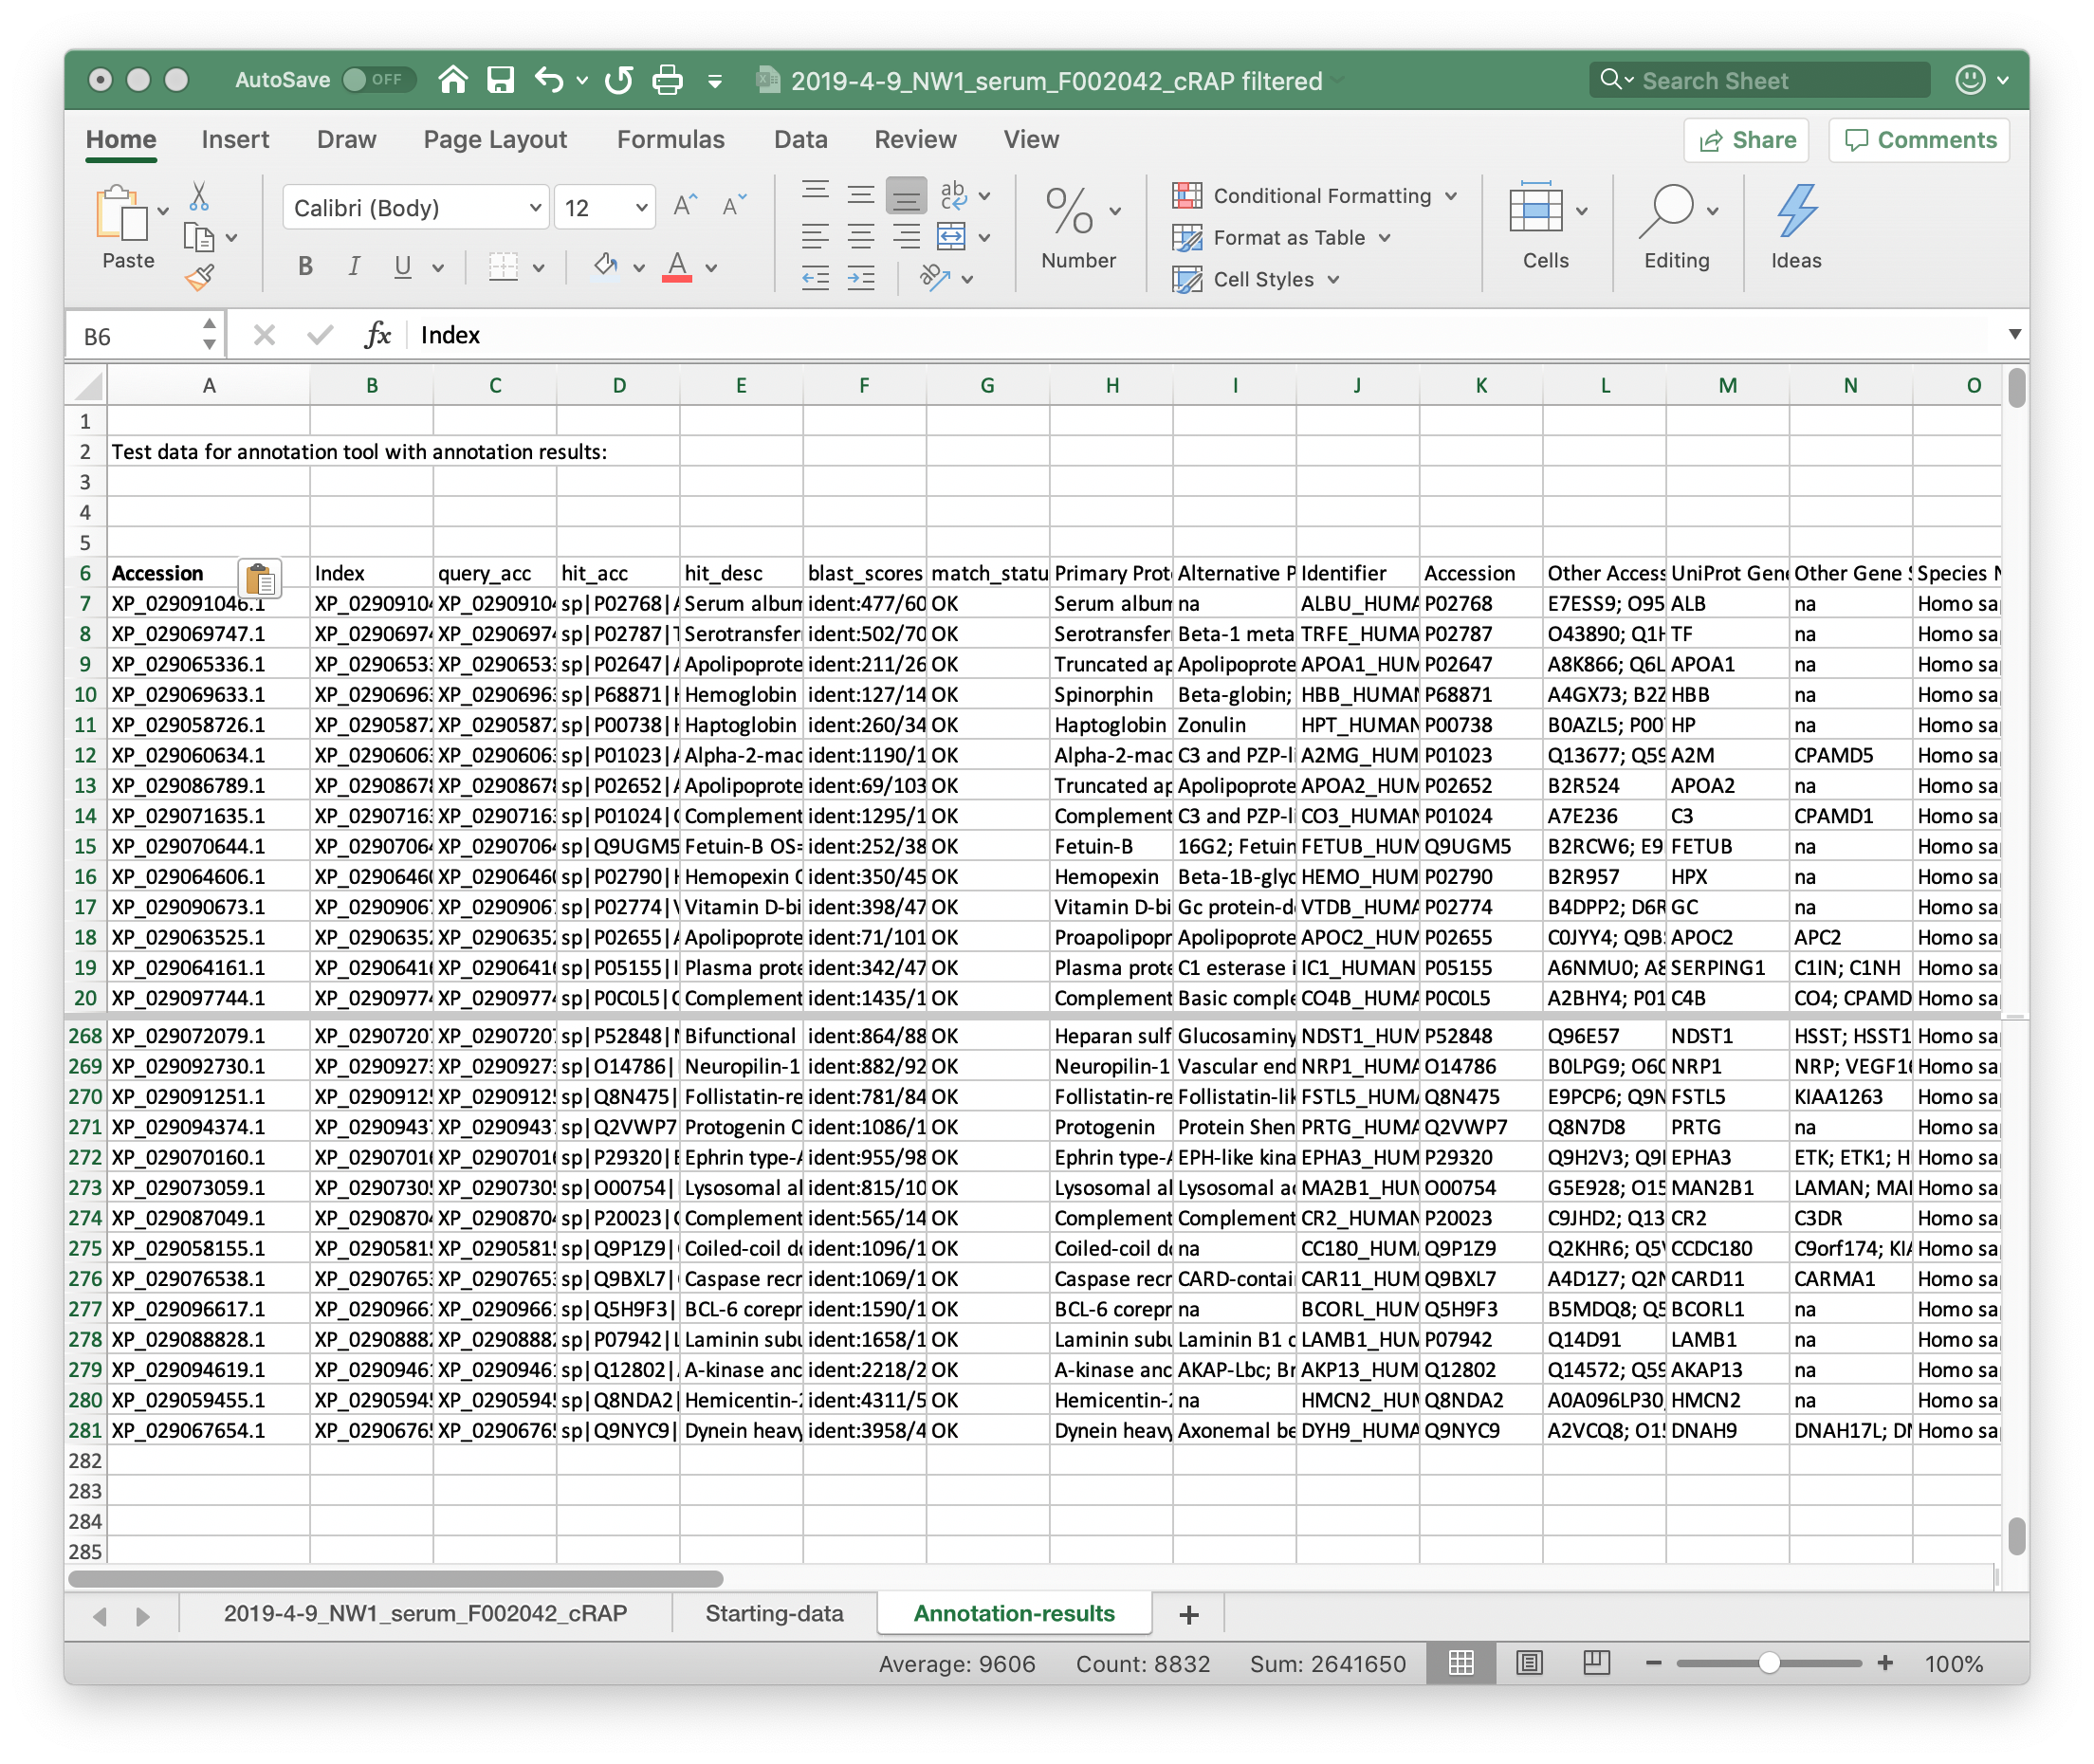 AutoSave OFF 2019-4-9_NW1_serum_F002042_cRAP filtered Search Sheet
Home Insert Draw Page Layout Formulas Data Review View Share Comments
Paste Calibri (Body) 12 A A ab Number Conditional Formatting Format as Table Cell Styles Cells Editing Ideas
B I U A
B6 fx Index
A B C D E F G H I J K L M N O
1
2 Test data for annotation tool with annotation results:
3
4
5
6 Accession Index query_acc hit_acc hit_desc blast_scores match_statu Primary Prot Alternative P Identifier Accession Other Access UniProt Gene Other Gene S Species N
7 XP_029091046.1 XP_0290910 XP_0290910 sp|P02768| Serum album ident:477/60 OK Serum album na ALBU_HUMA P02768 E7ESS9; O95 ALB na Homo sa
8 XP_029069747.1 XP_0290697 XP_0290697 sp|P02787| Serotransfer ident:502/70 OK Serotransfer Beta-1 meta TRFE_HUMA P02787 O43890; Q1H TF na Homo sa
9 XP_029065336.1 XP_0290653 XP_0290653 sp|P02647| Apolipoprote ident:211/26 OK Truncated ap Apolipoprote APOA1_HUM P02647 A8K866; Q6L APOA1 na Homo sa
10 XP_029069633.1 XP_0290696 XP_0290696 sp|P68871| Hemoglobin ident:127/14 OK Spinorphin Beta-globin; HBB_HUMAN P68871 A4GX73; B2Z HBB na Homo sa
11 XP_029058726.1 XP_0290587 XP_0290587 sp|P00738| Haptoglobin ident:260/34 OK Haptoglobin Zonulin HPT_HUMAN P00738 B0AZL5; P00 HP na Homo sa
12 XP_029060634.1 XP_0290606 XP_0290606 sp|P01023| Alpha-2-mac ident:1190/1 OK Alpha-2-mac C3 and PZP-li A2MG_HUM P01023 Q13677; Q59 A2M CPAMD5 Homo sa
13 XP_029086789.1 XP_0290867 XP_0290867 sp|P02652| Apolipoprote ident:69/103 OK Truncated ap Apolipoprote APOA2_HUM P02652 B2R524 APOA2 na Homo sa
14 XP_029071635.1 XP_0290716 XP_0290716 sp|P01024| Complement ident:1295/1 OK Complement C3 and PZP-li CO3_HUMAN P01024 A7E236 C3 CPAMD1 Homo sa
15 XP_029070644.1 XP_0290706 XP_0290706 sp|Q9UGM5 Fetuin-B OS= ident:252/38 OK Fetuin-B 16G2; Fetuin FETUB_HUM Q9UGM5 B2RCW6; E9 FETUB na Homo sa
16 XP_029064606.1 XP_0290646 XP_0290646 sp|P02790| Hemopexin ident:350/45 OK Hemopexin Beta-1B-glyc HEMO_HUM P02790 B2R957 HPX na Homo sa
17 XP_029090673.1 XP_0290906 XP_0290906 sp|P02774| Vitamin D-bi ident:398/47 OK Vitamin D-bi Gc protein-d VTDB_HUMA P02774 B4DPP2; D6R GC na Homo sa
18 XP_029063525.1 XP_0290635 XP_0290635 sp|P02655| Apolipoprote ident:71/101 OK Proapolipopr Apolipoprote APOC2_HUM P02655 C0JYY4; Q9B APOC2 APC2 Homo sa
19 XP_029064161.1 XP_0290641 XP_0290641 sp|P05155| Plasma prote ident:342/47 OK Plasma prote C1 esterase i IC1_HUMAN P05155 A6NMU0; A8 SERPING1 C1IN; C1NH Homo sa
20 XP_029097744.1 XP_0290977 XP_0290977 sp|P0C0L5| Complement ident:1435/1 OK Complement Basic comple CO4B_HUMA P0C0L5 A2BHY4; P01 C4B CO4; CPAMD Homo sa
268 XP_029072079.1 XP_0290720 XP_0290720 sp|P52848| Bifunctional ident:864/88 OK Heparan sulf Glucosaminy NDST1_HUM P52848 Q96E57 NDST1 HSST; HSST1 Homo sa
269 XP_029092730.1 XP_0290927 XP_0290927 sp|O14786| Neuropilin-1 ident:882/92 OK Neuropilin-1 Vascular end NRP1_HUMA O14786 B0LPG9; O60 NRP1 NRP; VEGF1 Homo sa
270 XP_029091251.1 XP_0290912 XP_0290912 sp|Q8N475| Follistatin-re ident:781/84 OK Follistatin-re Follistatin-lik FSTL5_HUM Q8N475 E9PCP6; Q9N FSTL5 KIAA1263 Homo sa
271 XP_029094374.1 XP_0290943 XP_0290943 sp|Q2VWP7 Protogenin O ident:1086/1 OK Protogenin Protein Shen PRTG_HUMA Q2VWP7 Q8N7D8 PRTG na Homo sa
272 XP_029070160.1 XP_0290701 XP_0290701 sp|P29320| Ephrin type-A ident:955/98 OK Ephrin type-A EPH-like kina EPHA3_HUM P29320 Q9H2V3; Q9 EPHA3 ETK; ETK1; H Homo sa
273 XP_029073059.1 XP_0290730 XP_0290730 sp|O00754| Lysosomal al ident:815/10 OK Lysosomal al Lysosomal a MA2B1_HUM O00754 G5E928; O15 MAN2B1 LAMAN; MA Homo sa
274 XP_029087049.1 XP_0290870 XP_0290870 sp|P20023| Complement ident:565/14 OK Complement Complement CR2_HUMAN P20023 C9JHD2; Q13 CR2 C3DR Homo sa
275 XP_029058155.1 XP_0290581 XP_0290581 sp|Q9P1Z9| Coiled-coil d ident:1096/1 OK Coiled-coil d na CC180_HUM Q9P1Z9 Q2KHR6; Q5 CCDC180 C9orf174; KI Homo sa
276 XP_029076538.1 XP_0290765 XP_0290765 sp|Q9BXL7| Caspase recr ident:1069/1 OK Caspase recr CARD-contai CAR11_HUM Q9BXL7 A4D1Z7; Q2N CARD11 CARMA1 Homo sa
277 XP_029096617.1 XP_0290966 XP_0290966 sp|Q5H9F3| BCL-6 corepr ident:1590/1 OK BCL-6 corepr na BCORL_HUM Q5H9F3 B5MDQ8; Q5 BCORL1 na Homo sa
278 XP_029088828.1 XP_0290888 XP_0290888 sp|P07942| Laminin subu ident:1658/1 OK Laminin subu Laminin B1 c LAMB1_HUM P07942 Q14D91 LAMB1 na Homo sa
279 XP_029094619.1 XP_0290946 XP_0290946 sp|Q12802| A-kinase anc ident:2218/2 OK A-kinase anc AKAP-Lbc; Br AKP13_HUM Q12802 Q14572; Q59 AKAP13 na Homo sa
280 XP_029059455.1 XP_0290594 XP_0290594 sp|Q8NDA2| Hemicentin- ident:4311/5 OK Hemicentin- na HMCN2_HUM Q8NDA2 A0A096LP30 HMCN2 na Homo sa
281 XP_029067654.1 XP_0290676 XP_0290676 sp|Q9NYC9| Dynein heavy ident:3958/4 OK Dynein heavy Axonemal be DYH9_HUMA Q9NYC9 A2VCQ8; O15 DNAH9 DNAH17L; DN Homo sa
282
283
284
285
2019-4-9_NW1_serum_F002042_cRAP Starting-data Annotation-results +
Average: 9606 Count: 8832 Sum: 2641650 100%